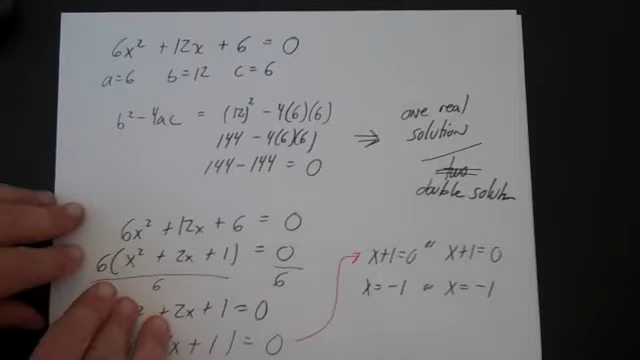 6x² + 12x + 6 = 0
a=6 b=12 c=6
b²-4ac = (12)² - 4(6)(6)
144 - 4(6)(6)
144 - 144 = 0
⇒
one real
solution
two
double solution
6x² + 12x + 6 = 0
6(x² + 2x + 1) = 0
6 6
+ 2x + 1 = 0
x + 1) = 0
x+1=0 or x+1=0
x=-1 or x=-1